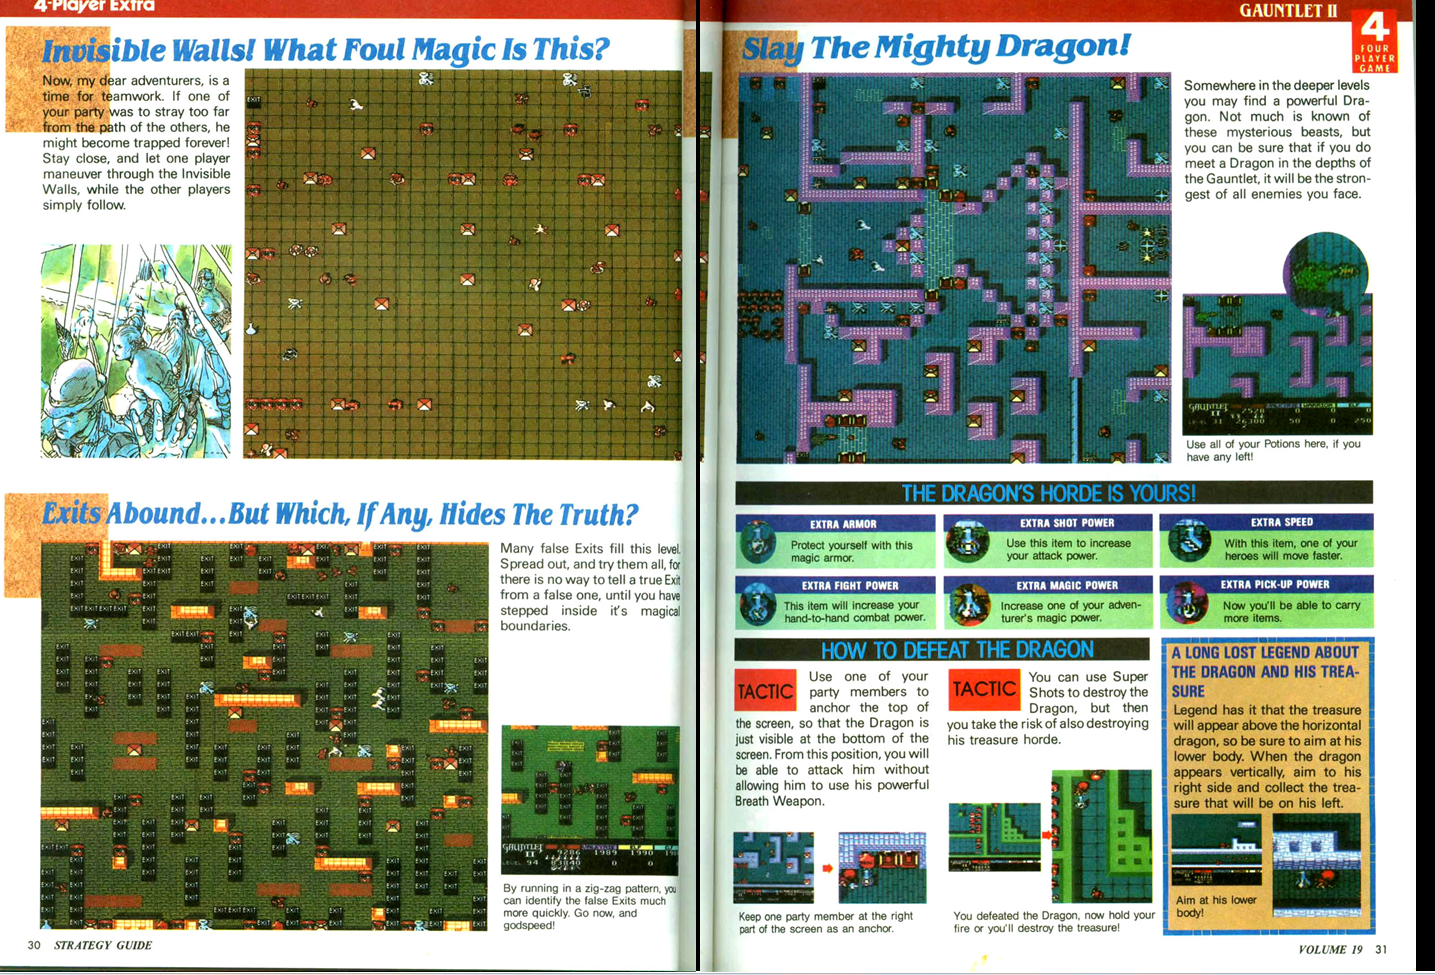 4-Player Extra
Invisible Walls! What Foul Magic Is This?
Now, my dear adventurers, is a
time for teamwork. If one of
your party was to stray too far
from the path of the others, he
might become trapped forever!
Stay close, and let one player
maneuver through the Invisible
Walls, while the other players
simply follow.
Exits Abound...But Which, If Any, Hides The Truth?
Many false Exits fill this level.
Spread out, and try them all, for
there is no way to tell a true Exit
from a false one, until you have
stepped inside it's magical
boundaries.
By running in a zig-zag pattern, you
can identify the false Exits much
more quickly. Go now, and
godspeed!
30 STRATEGY GUIDE
GAUNTLET II
4
FOUR
PLAYER
GAME
Slay The Mighty Dragon!
Somewhere in the deeper levels
you may find a powerful Dra-
gon. Not much is known of
these mysterious beasts, but
you can be sure that if you do
meet a Dragon in the depths of
the Gauntlet, it will be the stron-
gest of all enemies you face.
Use all of your Potions here, if you
have any left!
THE DRAGON'S HORDE IS YOURS!
EXTRA ARMOR
Protect yourself with this
magic armor.
EXTRA SHOT POWER
Use this item to increase
your attack power.
EXTRA SPEED
With this item, one of your
heroes will move faster.
EXTRA FIGHT POWER
This item will increase your
hand-to-hand combat power.
EXTRA MAGIC POWER
Increase one of your adven-
turer's magic power.
EXTRA PICK-UP POWER
Now you'll be able to carry
more items.
HOW TO DEFEAT THE DRAGON
TACTIC
Use one of your
party members to
anchor the top of
the screen, so that the Dragon is
just visible at the bottom of the
screen. From this position, you will
be able to attack him without
allowing him to use his powerful
Breath Weapon.
Keep one party member at the right
part of the screen as an anchor.
TACTIC
You can use Super
Shots to destroy the
Dragon, but then
you take the risk of also destroying
his treasure horde.
You defeated the Dragon, now hold your
fire or you'll destroy the treasure!
A LONG LOST LEGEND ABOUT
THE DRAGON AND HIS TREA-
SURE
Legend has it that the treasure
will appear above the horizontal
dragon, so be sure to aim at his
lower body. When the dragon
appears vertically, aim to his
right side and collect the trea-
sure that will be on his left.
Aim at his lower
body!
VOLUME 19 31